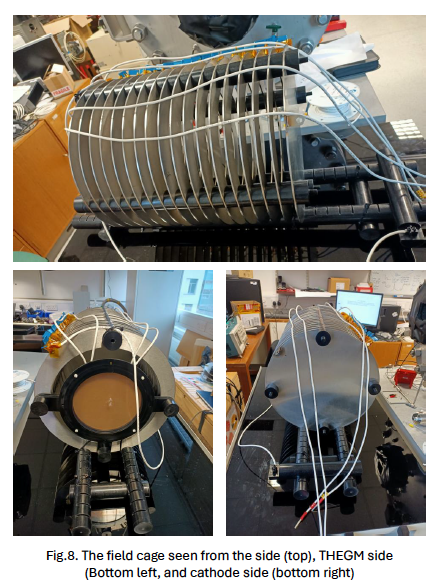 Fig.8. The field cage seen from the side (top), THEGM side
(Bottom left, and cathode side (bottom right)